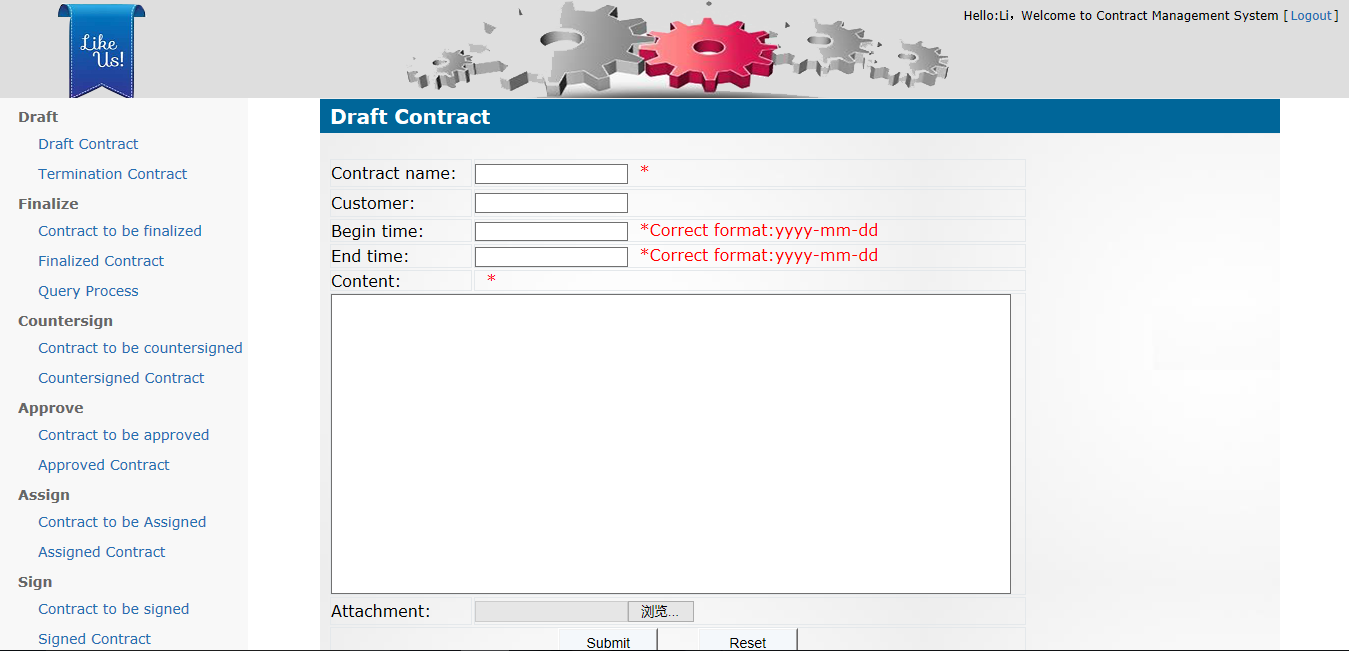 Like
Us!
Hello:Li，Welcome to Contract Management System [Logout]
Draft
Draft Contract
Termination Contract
Finalize
Contract to be finalized
Finalized Contract
Query Process
Countersign
Contract to be countersigned
Countersigned Contract
Approve
Contract to be approved
Approved Contract
Assign
Contract to be Assigned
Assigned Contract
Sign
Contract to be signed
Signed Contract
Draft Contract
Contract name: *
Customer:
Begin time: *Correct format:yyyy-mm-dd
End time: *Correct format:yyyy-mm-dd
Content: *
Attachment: 浏览...
Submit Reset